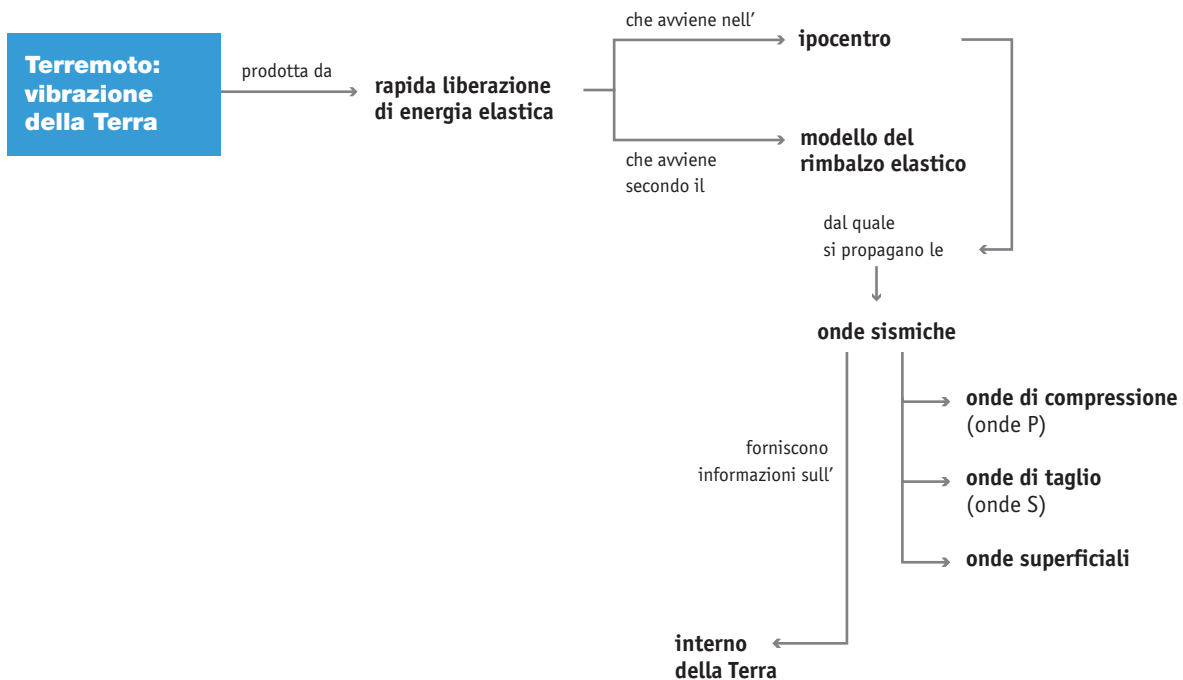 Terremoto:
vibrazione
della Terra
prodotta da
rapida liberazione
di energia elastica
che avviene nell'
ipocentro
che avviene
secondo il
modello del
rimbalzo elastico
dal quale
si propagano le
onde sismiche
onde di compressione
(onde P)
onde di taglio
(onde S)
onde superficiali
forniscono
informazioni sull'
interno
della Terra